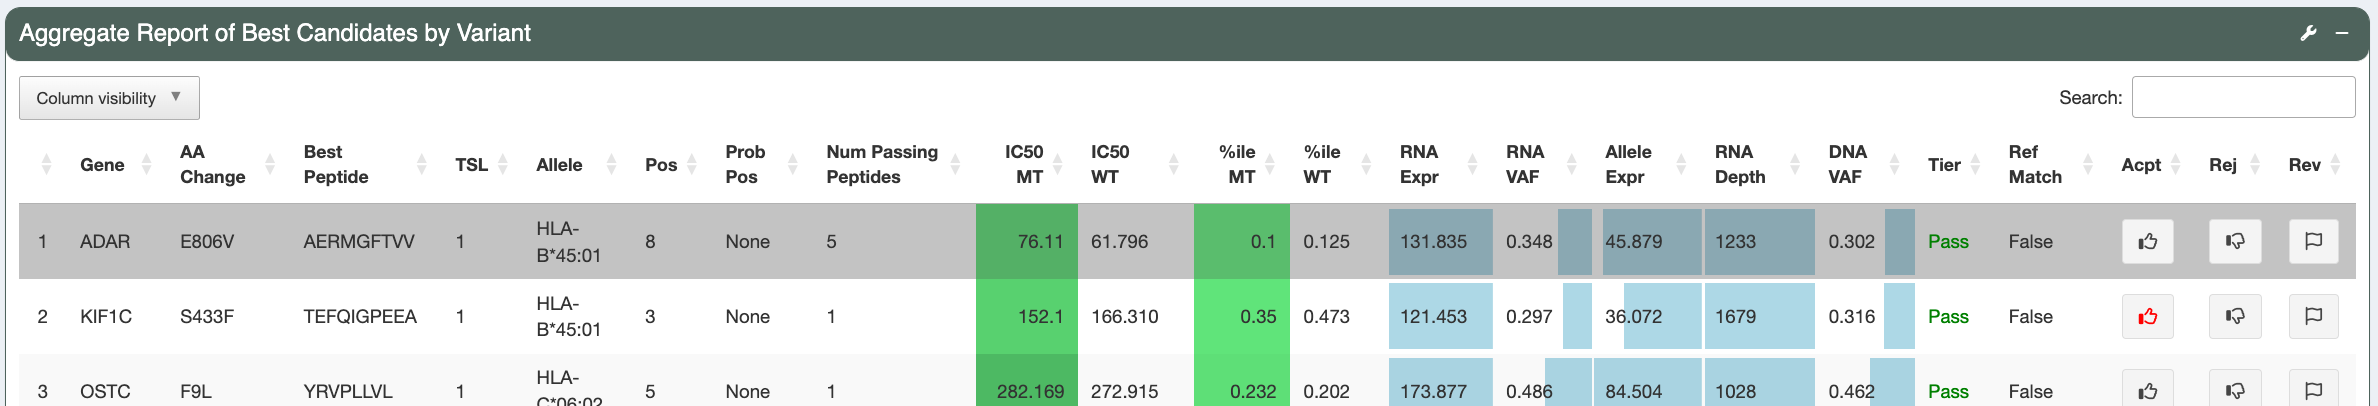 Aggregate Report of Best Candidates by Variant
Column visibility
Search:
Gene AA Change Best Peptide TSL Allele Pos Prob Pos Num Passing Peptides IC50 MT IC50 WT %ile MT %ile WT RNA Expr RNA VAF Allele Expr RNA Depth DNA VAF Tier Ref Match Acpt Rej Rev
1 ADAR E806V AERMGFTVV 1 HLA-B*45:01 8 None 5 76.11 61.796 0.1 0.125 131.835 0.348 45.879 1233 0.302 Pass False
2 KIF1C S433F TEFQIGPEEA 1 HLA-B*45:01 3 None 1 152.1 166.310 0.35 0.473 121.453 0.297 36.072 1679 0.316 Pass False
3 OSTC F9L YRVPLLVL 1 HLA-C*06:02 5 None 1 282.169 272.915 0.232 0.202 173.877 0.486 84.504 1028 0.462 Pass False